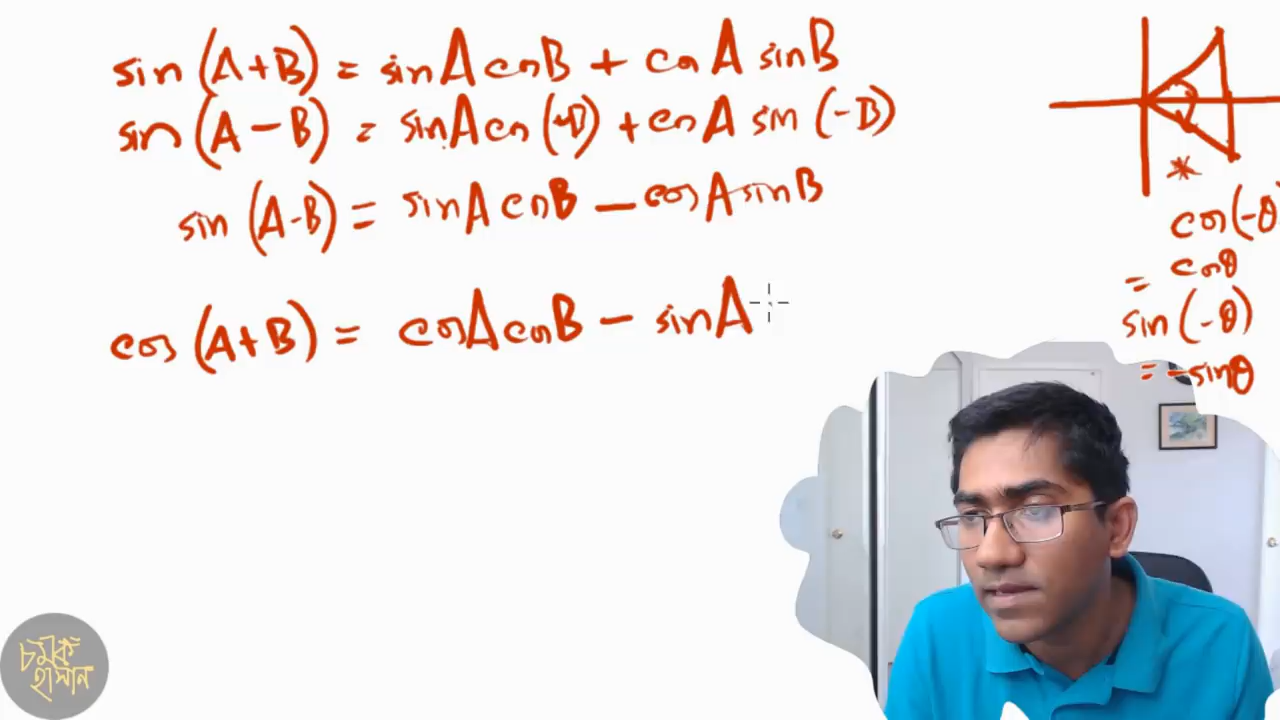 sin (A+B) = sin A cos B + cos A sin B
sin (A − B) = sin A cos (+B) + cos A sin (−B)
sin (A-B) = sin A cos B − cos A sin B
cos (A+B) = cos A cos B − sin A
*
cos (-θ
= cos θ
sin (-θ)
= -sin θ
চমক
হাসান